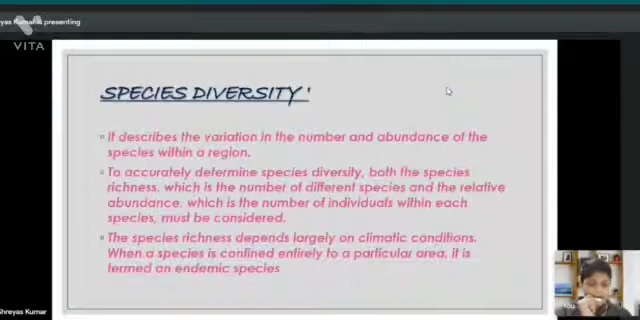 yas Kumar is presenting
VITA
SPECIES DIVERSITY'
It describes the variation in the number and abundance of the
species within a region.
To accurately determine species diversity, both the species
richness, which is the number of different species and the relative
abundance, which is the number of individuals within each
species, must be considered.
The species richness depends largely on climatic conditions.
When a species is confined entirely to a particular area, it is
termed an endemic species
Shreyas Kumar
You